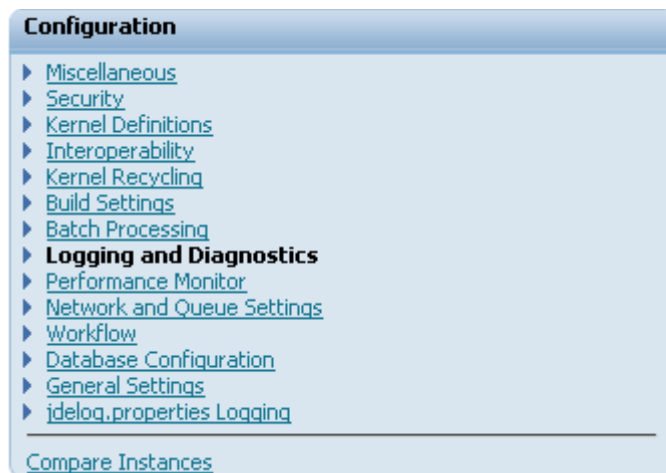 Configuration
Miscellaneous
Security
Kernel Definitions
Interoperability
Kernel Recycling
Build Settings
Batch Processing
Logging and Diagnostics
Performance Monitor
Network and Queue Settings
Workflow
Database Configuration
General Settings
jdelog.properties Logging
Compare Instances